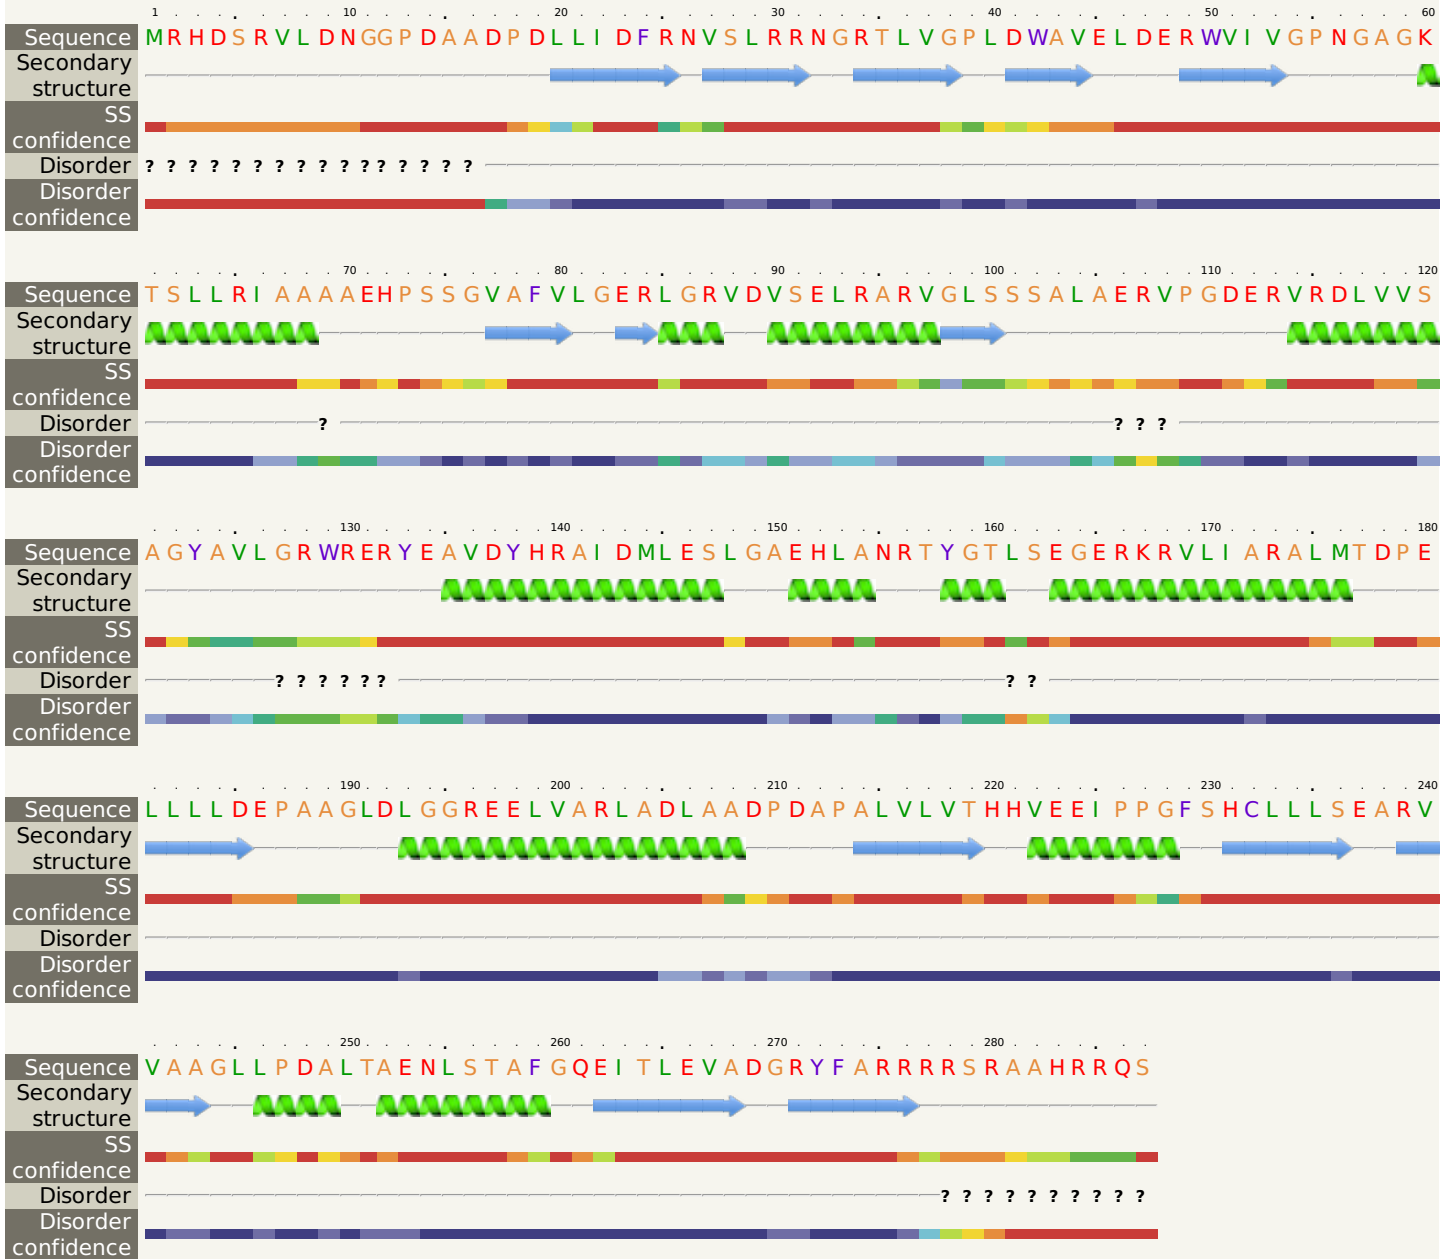 1 10 20 30 40 50 60
Sequence MRHDSRVLDNGGPDAADPDLLIDFRNVSLRRNGRTLVGPLDWAVELDERWVIVGPNGAGK
Secondary
structure
SS
confidence
Disorder ? ? ? ? ? ? ? ? ? ? ? ? ? ? ? ?
Disorder
confidence
70 80 90 100 110 120
Sequence TSLLRIAAAAEHPSSGVAFVLGERLGRVDVSELRARVGLSSSALAERVPGDERVRDLVVS
Secondary
structure
SS
confidence
Disorder ? ? ? ?
Disorder
confidence
130 140 150 160 170 180
Sequence AGYAVLGRWRERYEAVDYHRAIDMLESLGAEHLANRTYGTLSEGERKRVLIARALMTDPE
Secondary
structure
SS
confidence
Disorder ? ? ? ? ? ? ? ?
Disorder
confidence
190 200 210 220 230 240
Sequence LLLLDEPAAGLDLGGREELVARLADLAADPDAPALVLVTHHVEEIPPGFSHCLLLSEARV
Secondary
structure
SS
confidence
Disorder
Disorder
confidence
250 260 270 280
Sequence VAAGLLPDALTAENLSTAFGQEITLEVADGRYFARRRRSRAAHRRQS
Secondary
structure
SS
confidence
Disorder ? ? ? ? ? ? ? ? ? ?
Disorder
confidence